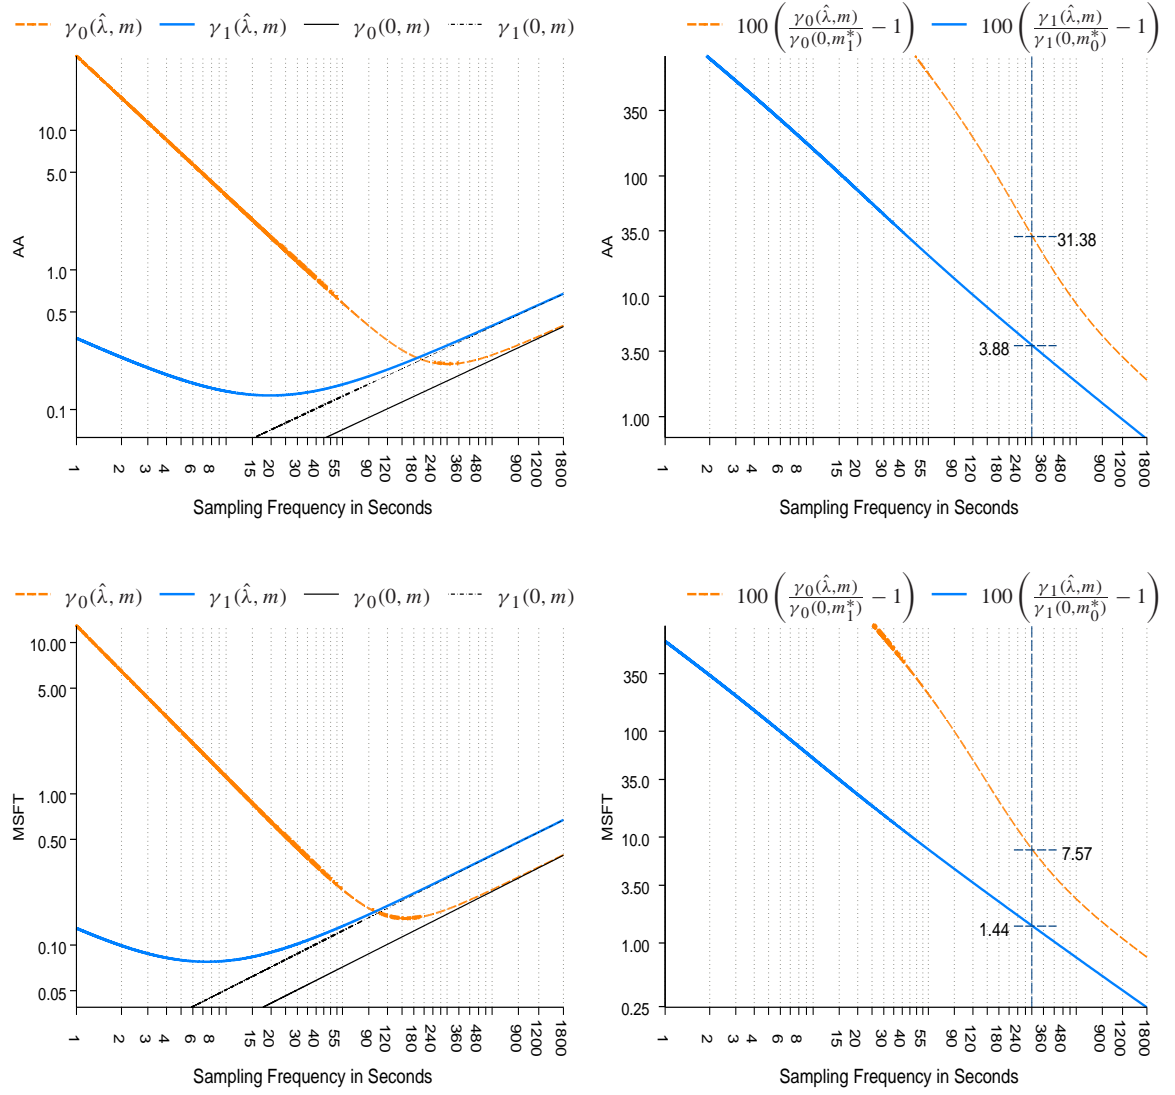 γ₀(λ̂, m) γ₁(λ̂, m) γ₀(0, m) γ₁(0, m)
10.0
5.0
1.0
0.5
0.1
AA
1 2 3 4 6 8 15 20 30 40 55 90 120 180 240 360 480 900 1200 1800
Sampling Frequency in Seconds
100 (γ₀(λ̂,m)/γ₀(0,m₁*) − 1) 100 (γ₁(λ̂,m)/γ₁(0,m₀*) − 1)
350
100
35.0
10.0
3.50
1.00
AA
31.38
3.88
1 2 3 4 6 8 15 20 30 40 55 90 120 180 240 360 480 900 1200 1800
Sampling Frequency in Seconds
γ₀(λ̂, m) γ₁(λ̂, m) γ₀(0, m) γ₁(0, m)
10.00
5.00
1.00
0.50
0.10
0.05
MSFT
1 2 3 4 6 8 15 20 30 40 55 90 120 180 240 360 480 900 1200 1800
Sampling Frequency in Seconds
100 (γ₀(λ̂,m)/γ₀(0,m₁*) − 1) 100 (γ₁(λ̂,m)/γ₁(0,m₀*) − 1)
350
100
35.0
10.0
3.50
1.00
0.25
MSFT
7.57
1.44
1 2 3 4 6 8 15 20 30 40 55 90 120 180 240 360 480 900 1200 1800
Sampling Frequency in Seconds